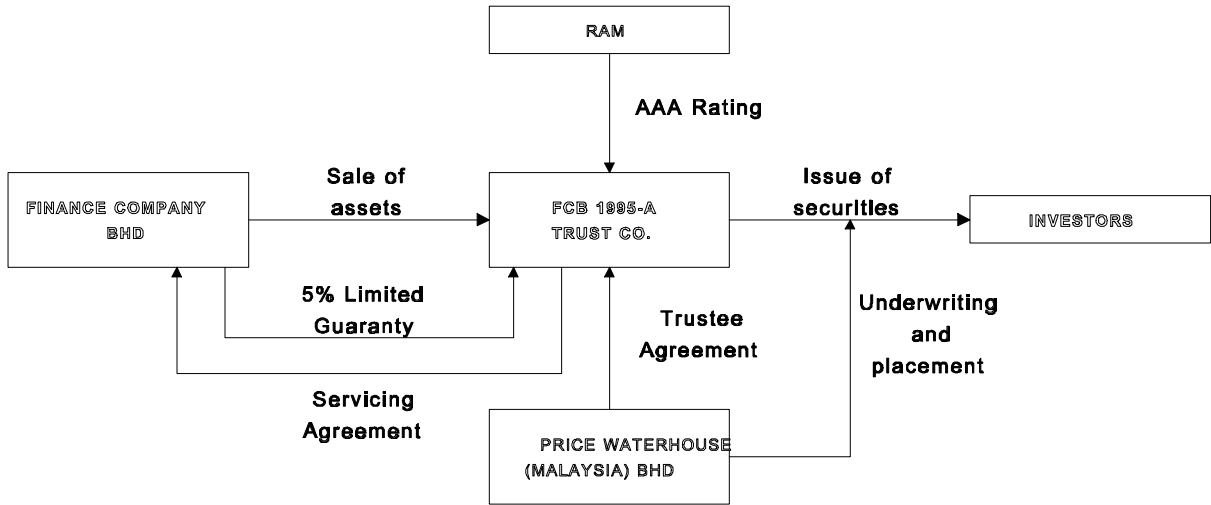 RAM
AAA Rating
FINANCE COMPANY
BHD
Sale of
assets
FCB 1995-A
TRUST CO.
Issue of
securities
INVESTORS
5% Limited
Guaranty
Servicing
Agreement
Trustee
Agreement
Underwriting
and
placement
PRICE WATERHOUSE
(MALAYSIA) BHD